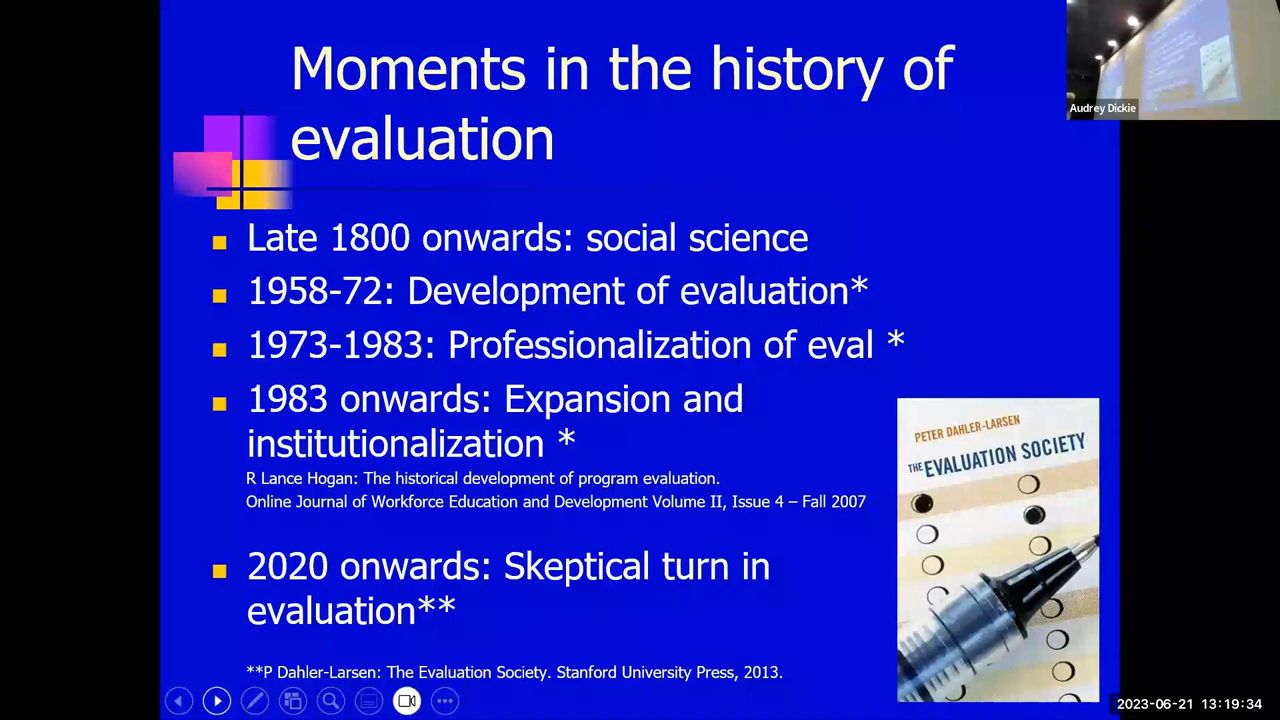 Moments in the history of
evaluation
Audrey Dickie
Late 1800 onwards: social science
1958-72: Development of evaluation*
1973-1983: Professionalization of eval *
1983 onwards: Expansion and
institutionalization *
R Lance Hogan: The historical development of program evaluation.
Online Journal of Workforce Education and Development Volume II, Issue 4 – Fall 2007
PETER DAHLER-LARSEN
THE EVALUATION SOCIETY
2020 onwards: Skeptical turn in
evaluation**
**P Dahler-Larsen: The Evaluation Society. Stanford University Press, 2013.
2023-06-21 13:19:34